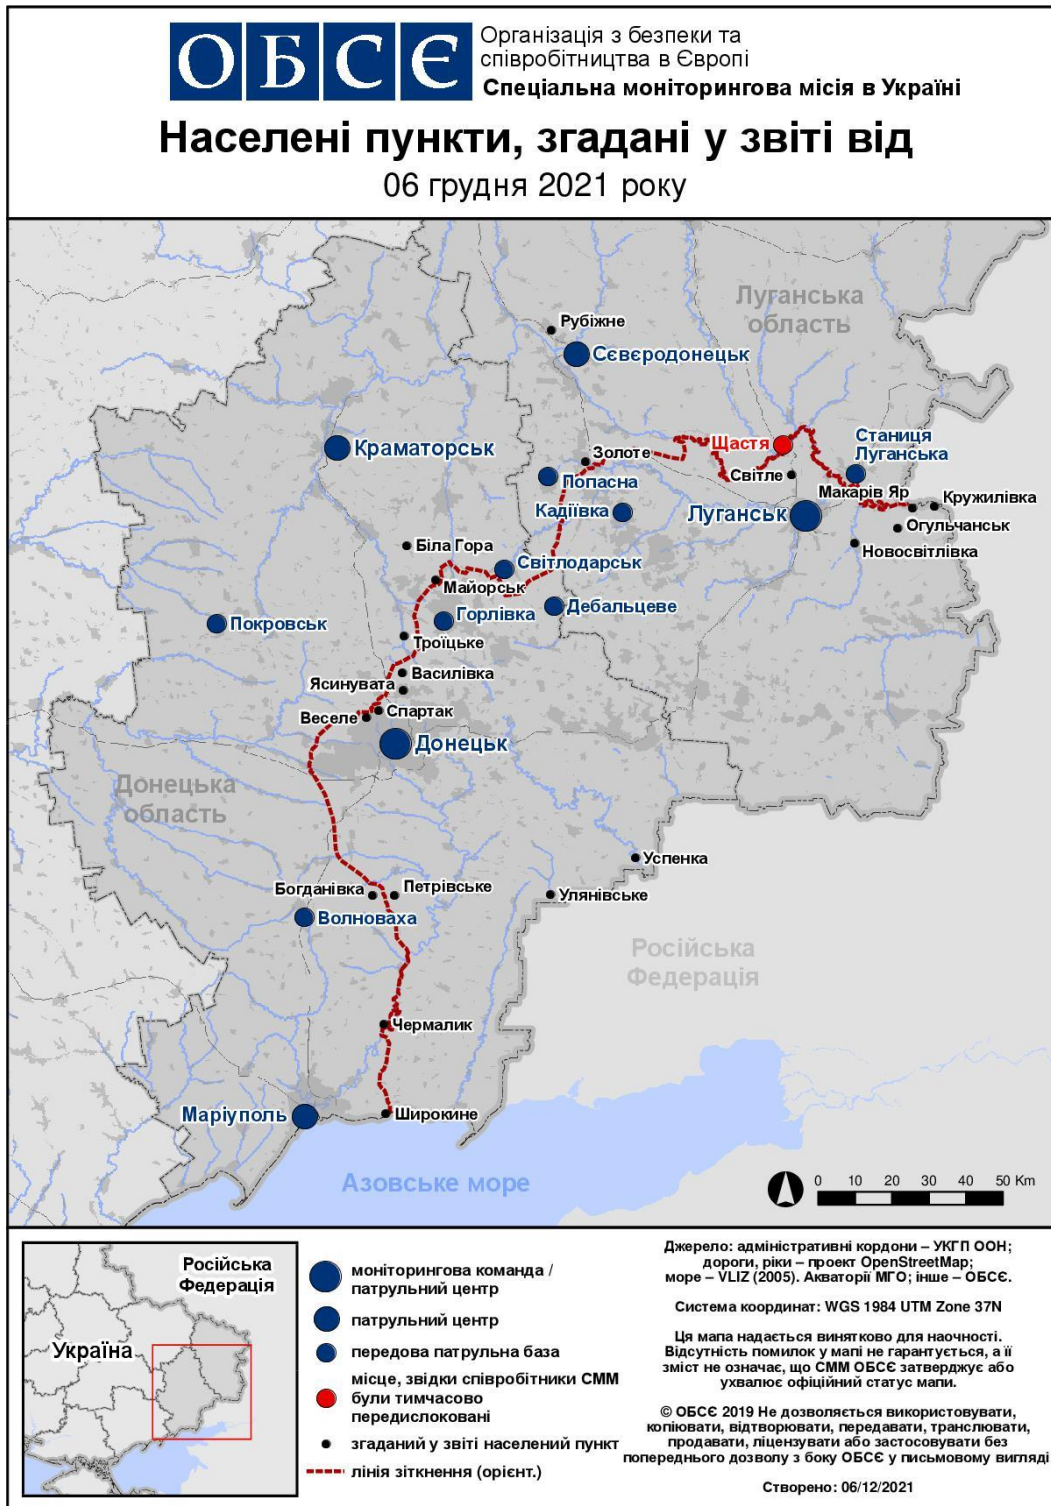 ОБСЄ
Організація з безпеки та
співробітництва в Європі
Спеціальна моніторингова місія в Україні
Населені пункти, згадані у звіті від
06 грудня 2021 року
Луганська
область
Рубіжне
Сєвєродонецьк
Краматорськ
Щастя
Станиця
Луганська
Золоте
Світле
Попасна
Макарів Яр
Кружилівка
Кадіївка
Луганськ
Огульчанськ
Біла Гора
Новосвітлівка
Світлодарськ
Майорськ
Дебальцеве
Горлівка
Покровськ
Троїцьке
Василівка
Ясинувата
Спартак
Веселе
Донецьк
Донецька
область
Успенка
Богданівка
Петрівське
Улянівське
Волноваха
Російська
Федерація
Чермалик
Маріуполь
Широкине
Азовське море
0 10 20 30 40 50 Km
Російська
Федерація
Україна
моніторингова команда /
патрульний центр
патрульний центр
передова патрульна база
місце, звідки співробітники СММ
були тимчасово
передислоковані
згаданий у звіті населений пункт
лінія зіткнення (орієнт.)
Джерело: адміністративні кордони – УКГП ООН;
дороги, ріки – проект OpenStreetMap;
море – VLIZ (2005). Акваторії МГО; інше – ОБСЄ.
Система координат: WGS 1984 UTM Zone 37N
Ця мапа надається винятково для наочності.
Відсутність помилок у мапі не гарантується, а її
зміст не означає, що СММ ОБСЄ затверджує або
ухвалює офіційний статус мапи.
© ОБСЄ 2019 Не дозволяється використовувати,
копіювати, відтворювати, передавати, транслювати,
продавати, ліцензувати або застосовувати без
попереднього дозволу з боку ОБСЄ у письмовому вигляді
Створено: 06/12/2021